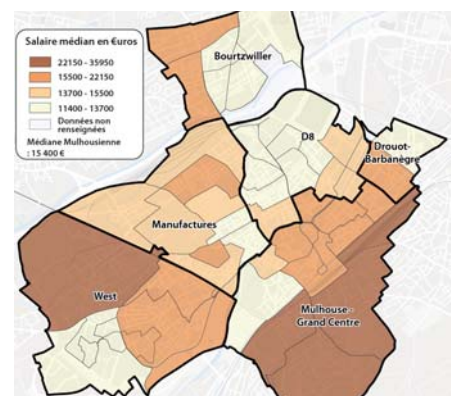 Salaire médian en €uros
22150 - 35950
15500 - 22150
13700 - 15500
11400 - 13700
Données non
renseignées
Médiane Mulhousienne
: 15 400 €
Bourtzwiller
D8
Drouot-
Barbanègre
Manufactures
West
Mulhouse -
Grand Centre